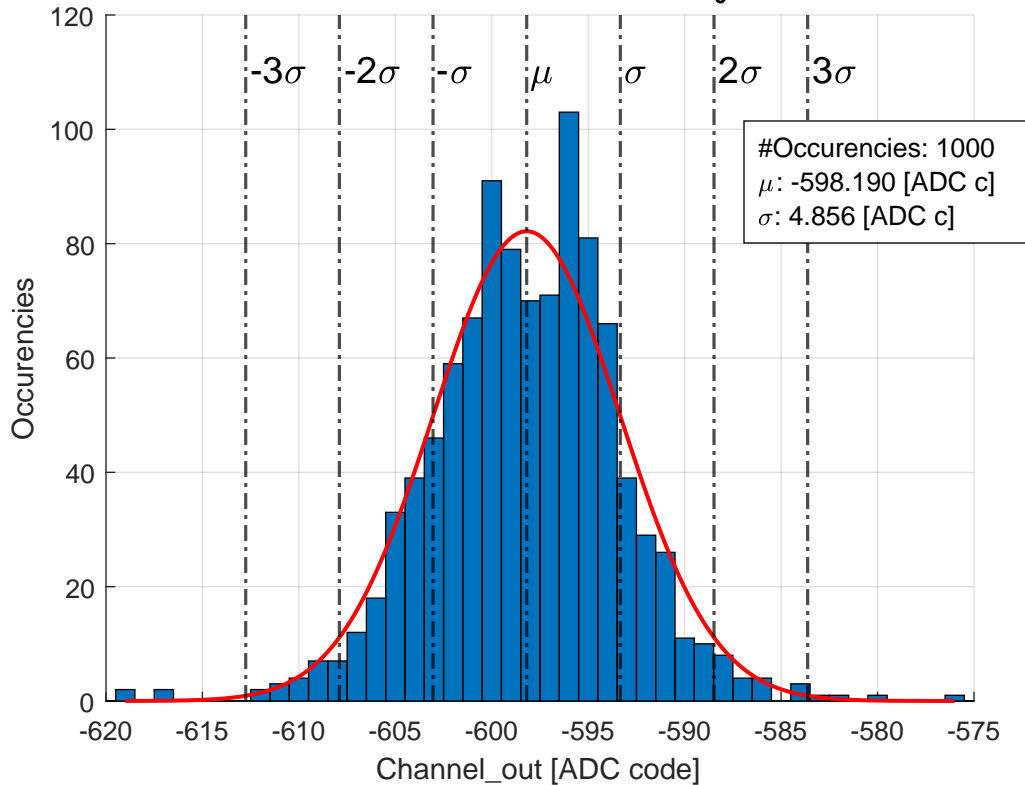 0
120
-3σ -2σ -σ μ σ 2σ 3σ
100
#Occurencies: 1000
μ: -598.190 [ADC c]
σ: 4.856 [ADC c]
80
60
40
20
0
Occurencies
-620 -615 -610 -605 -600 -595 -590 -585 -580 -575
Channel_out [ADC code]